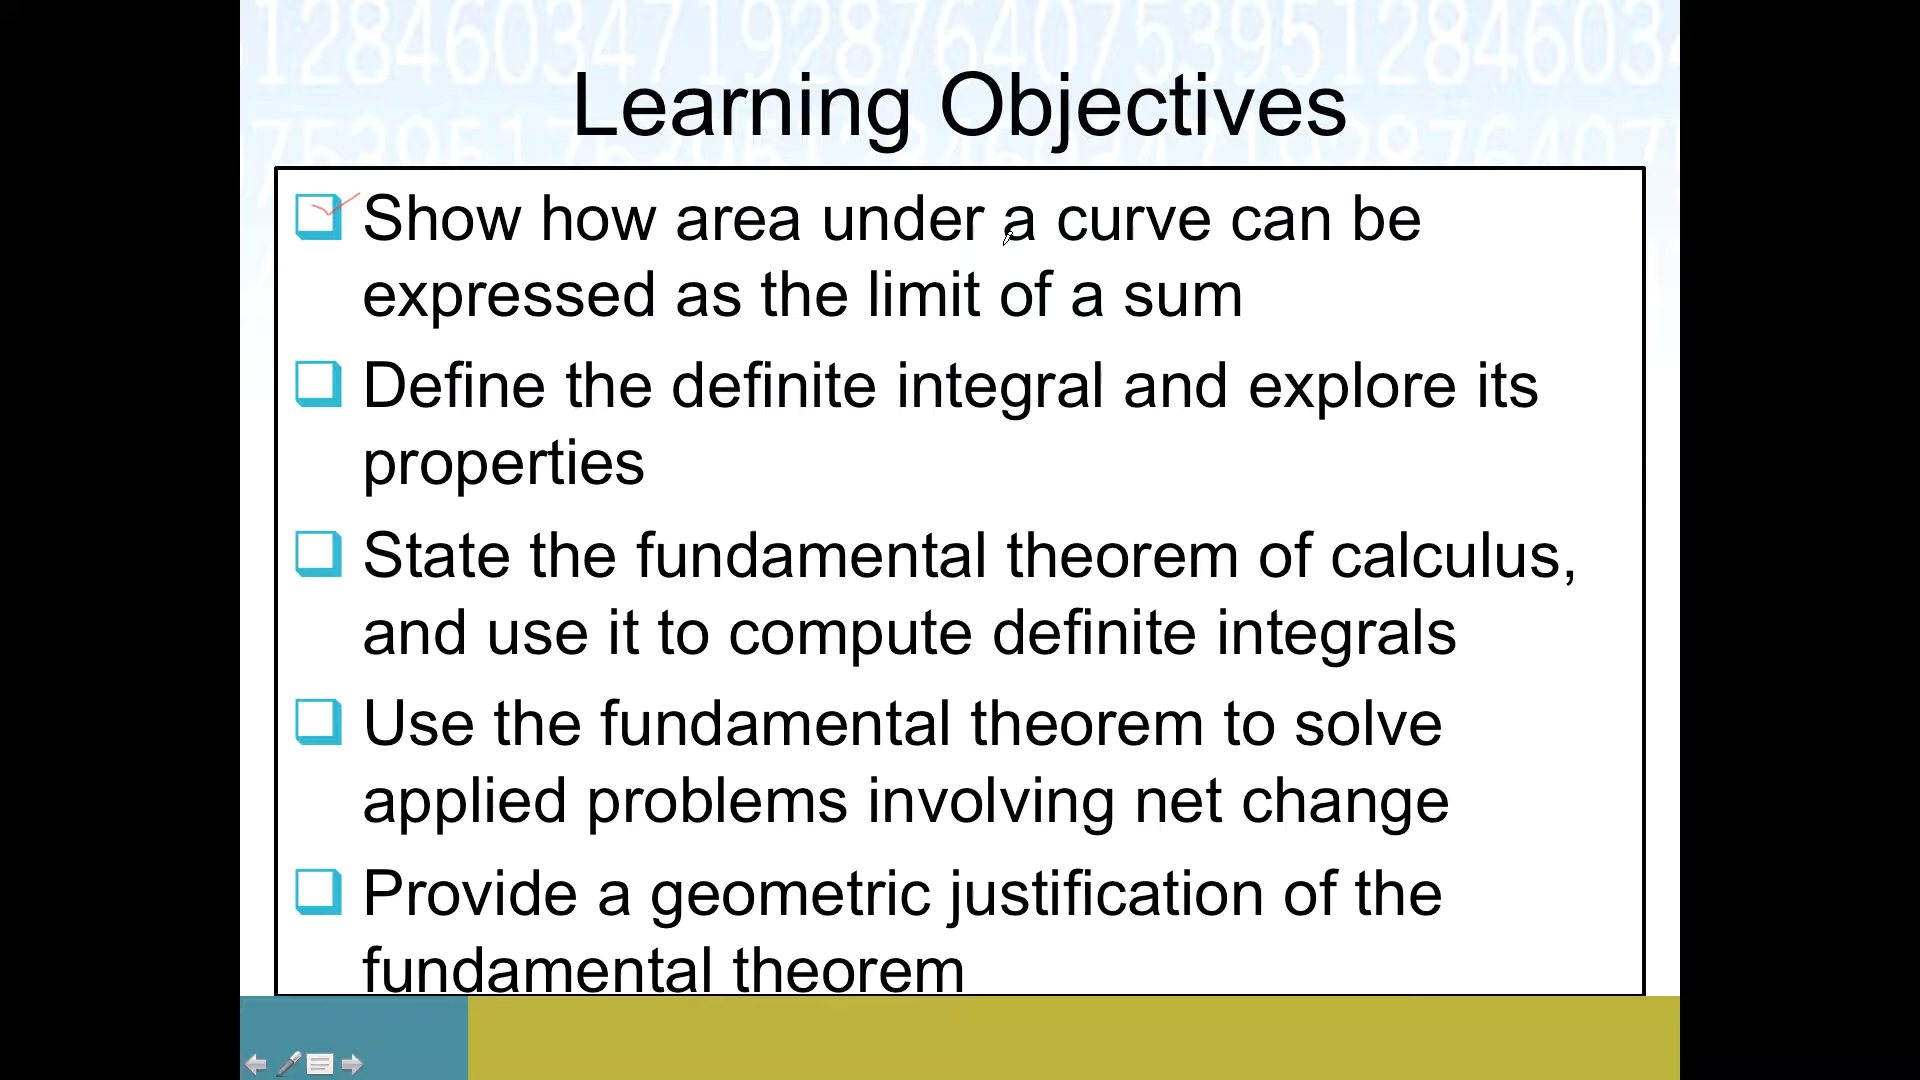 128460347192876407539512846034
Learning Objectives
Show how area under a curve can be
expressed as the limit of a sum
Define the definite integral and explore its
properties
State the fundamental theorem of calculus,
and use it to compute definite integrals
Use the fundamental theorem to solve
applied problems involving net change
Provide a geometric justification of the
fundamental theorem